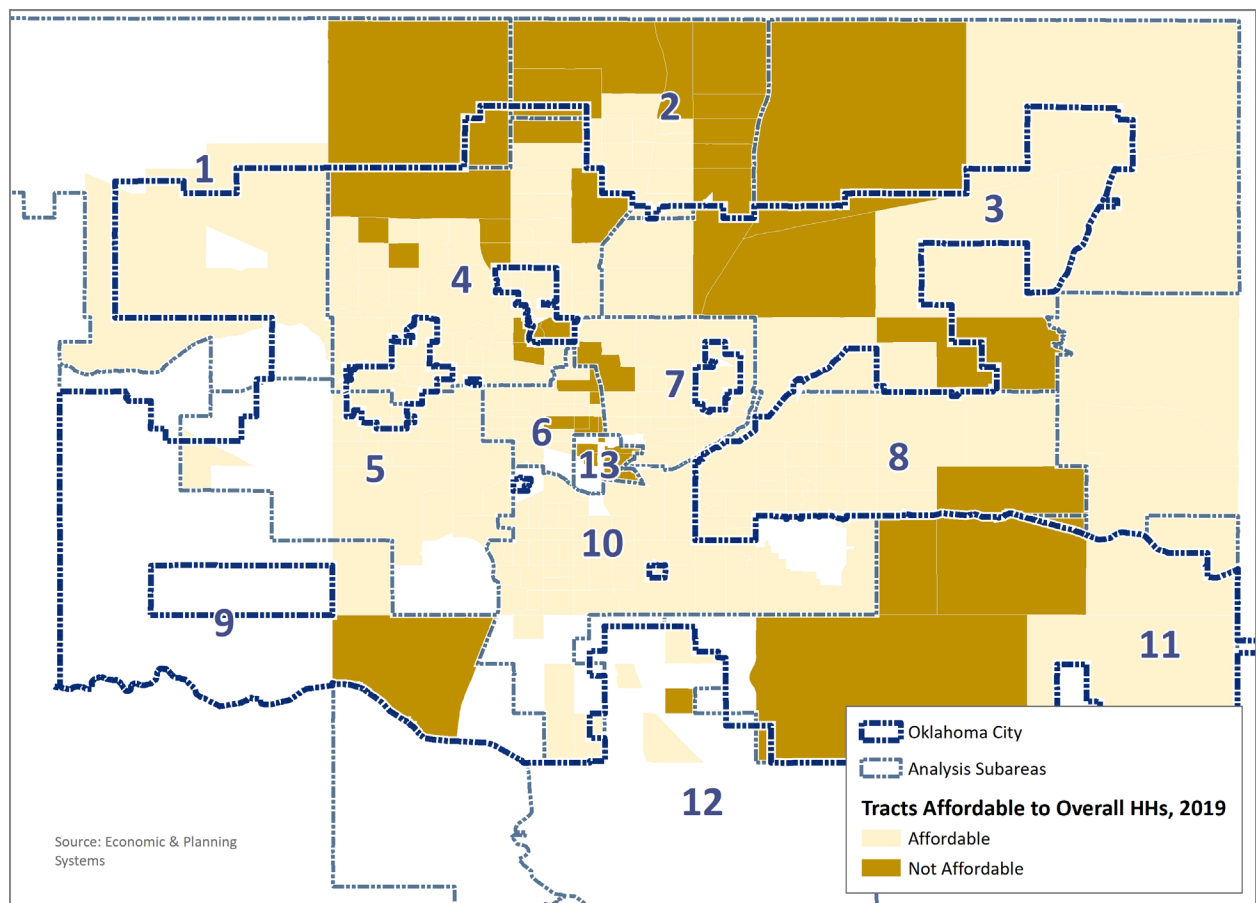 2
1
3
4
7
6
13
5
8
10
9
11
12
Oklahoma City
Analysis Subareas
Tracts Affordable to Overall HHs, 2019
Affordable
Not Affordable
Source: Economic & Planning
Systems